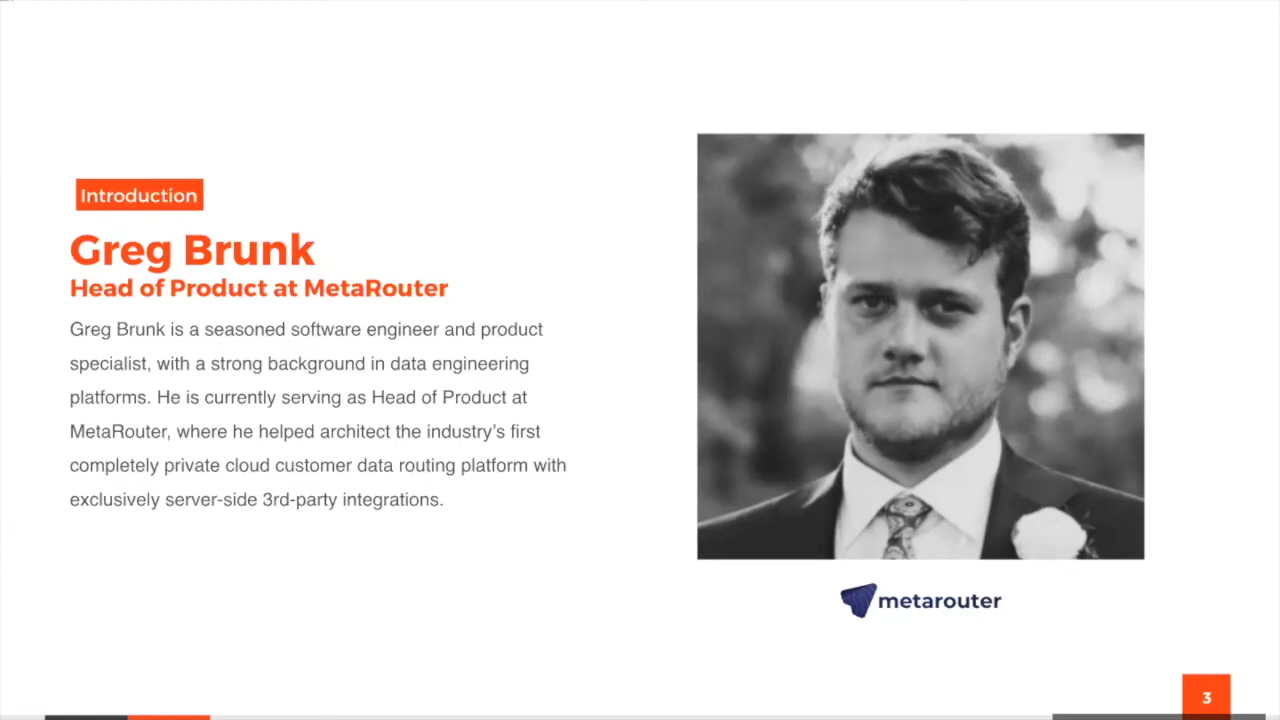 Introduction
Greg Brunk
Head of Product at MetaRouter
Greg Brunk is a seasoned software engineer and product
specialist, with a strong background in data engineering
platforms. He is currently serving as Head of Product at
MetaRouter, where he helped architect the industry’s first
completely private cloud customer data routing platform with
exclusively server-side 3rd-party integrations.
metarouter
3